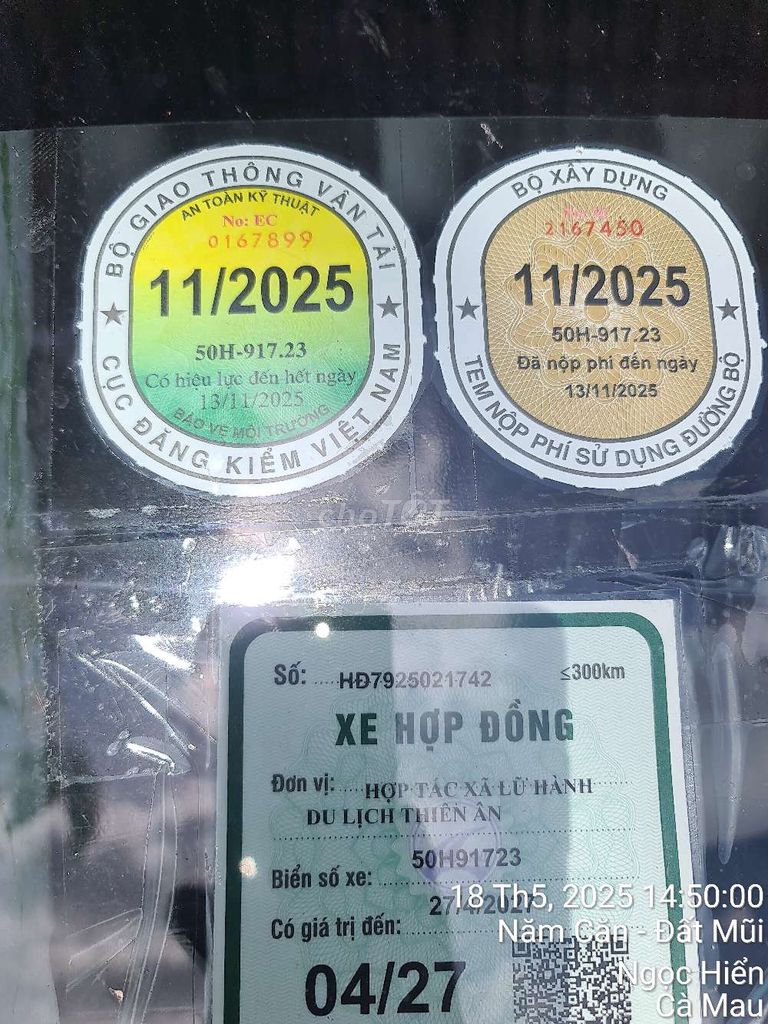 BỘ GIAO THÔNG VẬN TẢI
AN TOÀN KỸ THUẬT
No: EC
0167899
11/2025
50H-917.23
Có hiệu lực đến hết ngày
13/11/2025
BẢO VỆ MÔI TRƯỜNG
CỤC ĐĂNG KIỂM VIỆT NAM
BỘ XÂY DỰNG
2167450
11/2025
50H-917.23
Đã nộp phí đến ngày
13/11/2025
TEM NỘP PHÍ SỬ DỤNG ĐƯỜNG BỘ
choTỐT
Số: HĐ7925021742 ≤300km
XE HỢP ĐỒNG
Đơn vị: HỢP TÁC XÃ LỮ HÀNH
DU LỊCH THIÊN ÂN
Biển số xe: 50H91723
Có giá trị đến: 27/4/2027
04/27
18 Th5, 2025 14:50:00
Năm Căn - Đất Mũi
Ngọc Hiển
Cà Mau